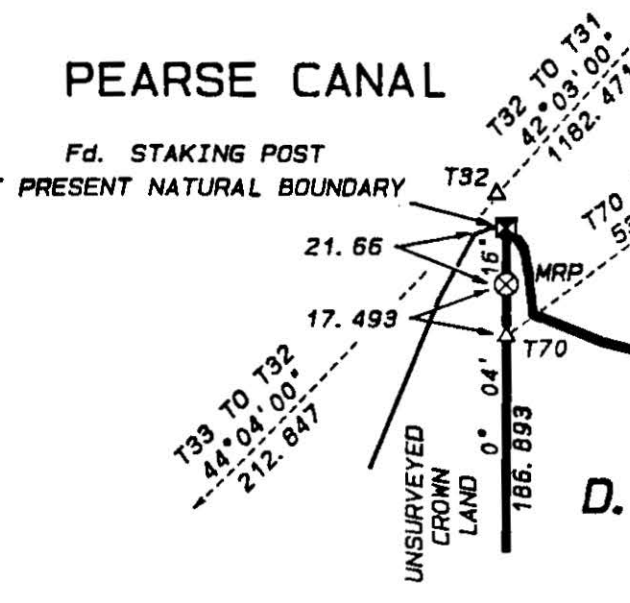 PEARSE CANAL
T32 TO T31
42°03'00"
1182.471
Fd. STAKING POST
PRESENT NATURAL BOUNDARY
T32
T70
21.66
16"
MRP
17.493
T70
T33 TO T32
44°04'00"
212.847
0° 04'
186.893
UNSURVEYED
CROWN
LAND
D.